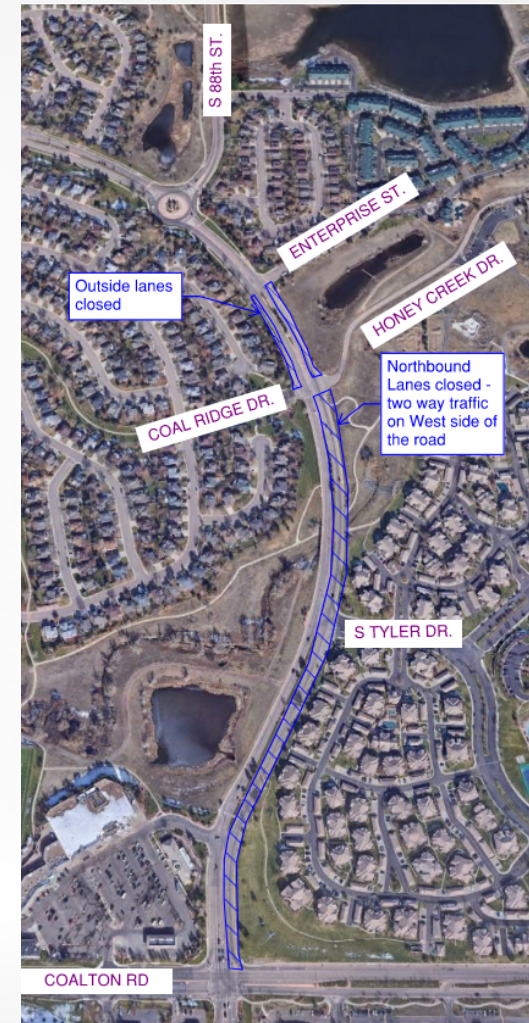 S 88th ST.
ENTERPRISE ST.
HONEY CREEK DR.
Outside lanes
closed
Northbound
Lanes closed -
two way traffic
on West side of
the road
COAL RIDGE DR.
S TYLER DR.
COALTON RD